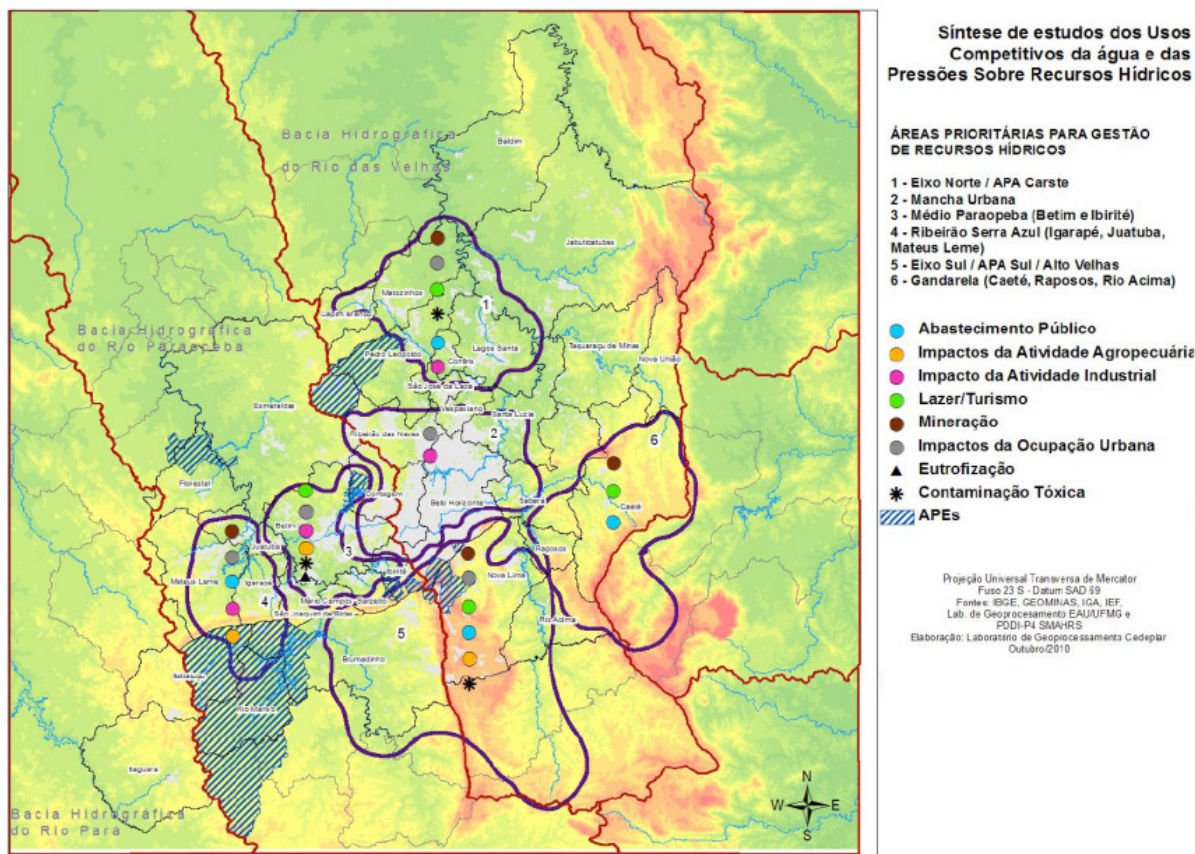 Síntese de estudos dos Usos
Competitivos da água e das
Pressões Sobre Recursos Hídricos
ÁREAS PRIORITÁRIAS PARA GESTÃO
DE RECURSOS HÍDRICOS
1 - Eixo Norte / APA Carste
2 - Mancha Urbana
3 - Médio Paraopeba (Betim e Ibirité)
4 - Ribeirão Serra Azul (Igarapé, Juatuba,
Mateus Leme)
5 - Eixo Sul / APA Sul / Alto Velhas
6 - Gandarela (Caeté, Raposos, Rio Acima)
Abastecimento Público
Impactos da Atividade Agropecuária
Impacto da Atividade Industrial
Lazer/Turismo
Mineração
Impactos da Ocupação Urbana
Eutrofização
Contaminação Tóxica
APEs
Projeção Universal Transversa de Mercator
Fuso 23 S - Datum SAD 69
Fontes: IBGE, GEOMINAS, IGA, IEF,
Lab. de Geoprocessamento EAU/UFMG e
PDDI-P4 SMAHRS
Elaboração: Laboratório de Geoprocessamento Cedeplar
Outubro/2010
Bacia Hidrográfica
do Rio das Velhas
Baldim
Jaboticatubas
Matozinhos
1
Bacia Hidrográfica
do Rio Paraopeba
Lagoa Santa
Taquaraçu de Minas
Pedro Leopoldo
Confins
Nova União
São José da Lapa
Esmeraldas
Vespasiano
Santa Luzia
2
Ribeirão das Neves
6
Florestal
Contagem
Belo Horizonte
Sabará
Caeté
Betim
Juatuba
3
Raposos
Mateus Leme
Igarapé
Ibirité
Nova Lima
4
Mário Campos
Sarzedo
São Joaquim de Bicas
5
Rio Acima
Brumadinho
Itatiaiuçu
Rio Manso
Itaguara
Bacia Hidrográfica
do Rio Pará
N
W
E
S